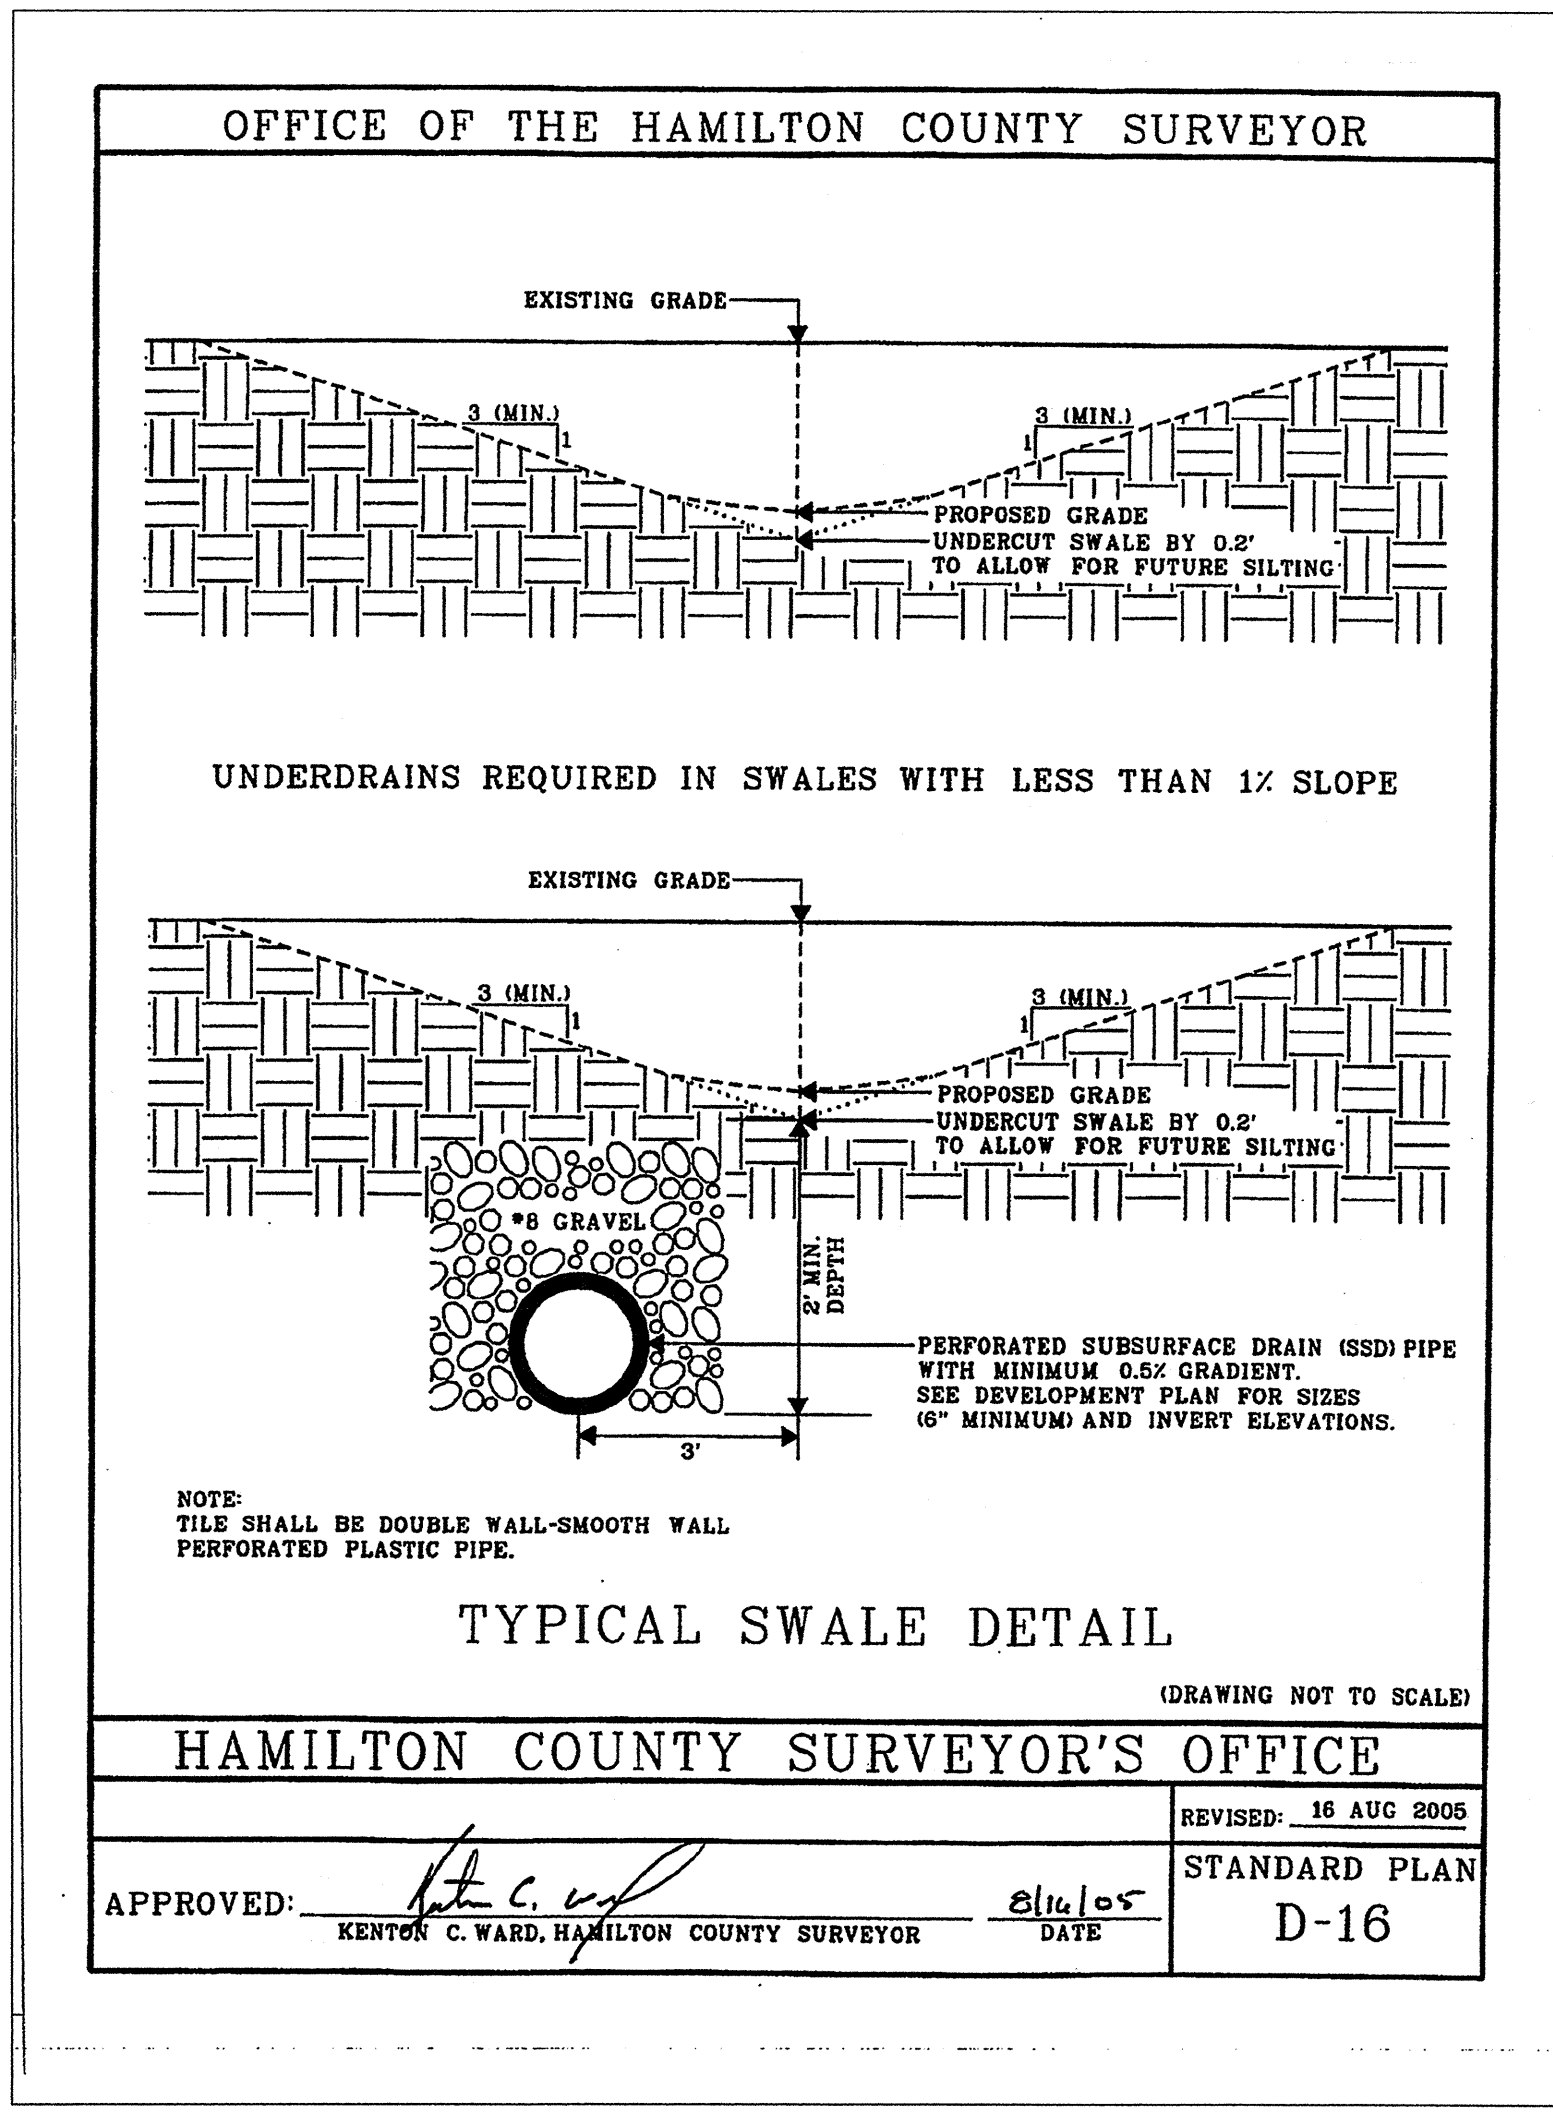 OFFICE OF THE HAMILTON COUNTY SURVEYOR
EXISTING GRADE
3 (MIN.)
1
3 (MIN.)
1
PROPOSED GRADE
UNDERCUT SWALE BY 0.2'
TO ALLOW FOR FUTURE SILTING
UNDERDRAINS REQUIRED IN SWALES WITH LESS THAN 1% SLOPE
EXISTING GRADE
3 (MIN.)
1
3 (MIN.)
1
PROPOSED GRADE
UNDERCUT SWALE BY 0.2'
TO ALLOW FOR FUTURE SILTING
#8 GRAVEL
2' MIN.
DEPTH
PERFORATED SUBSURFACE DRAIN (SSD) PIPE
WITH MINIMUM 0.5% GRADIENT.
SEE DEVELOPMENT PLAN FOR SIZES
(6" MINIMUM) AND INVERT ELEVATIONS.
3'
NOTE:
TILE SHALL BE DOUBLE WALL-SMOOTH WALL
PERFORATED PLASTIC PIPE.
TYPICAL SWALE DETAIL
(DRAWING NOT TO SCALE)
HAMILTON COUNTY SURVEYOR'S OFFICE
REVISED: 16 AUG 2005
APPROVED: Kenton C. Ward
8/16/05
KENTON C. WARD, HAMILTON COUNTY SURVEYOR
DATE
STANDARD PLAN
D-16